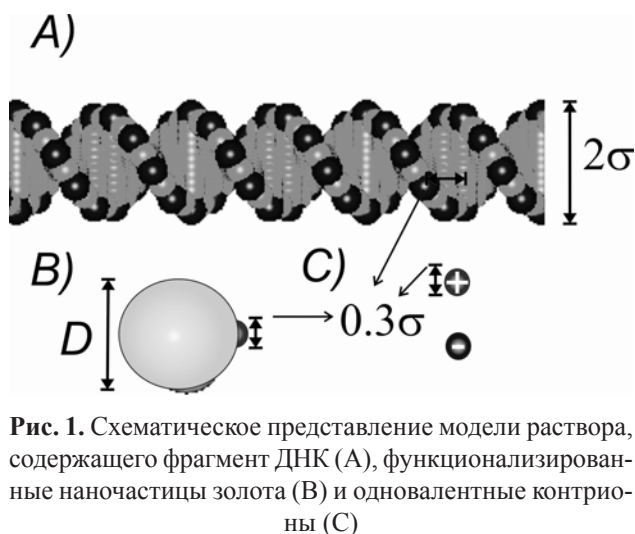 A)
2σ
B)
C)
D
0.3σ
+
−
Рис. 1. Схематическое представление модели раствора,
содержащего фрагмент ДНК (А), функционализирован-
ные наночастицы золота (В) и одновалентные контрио-
ны (С)